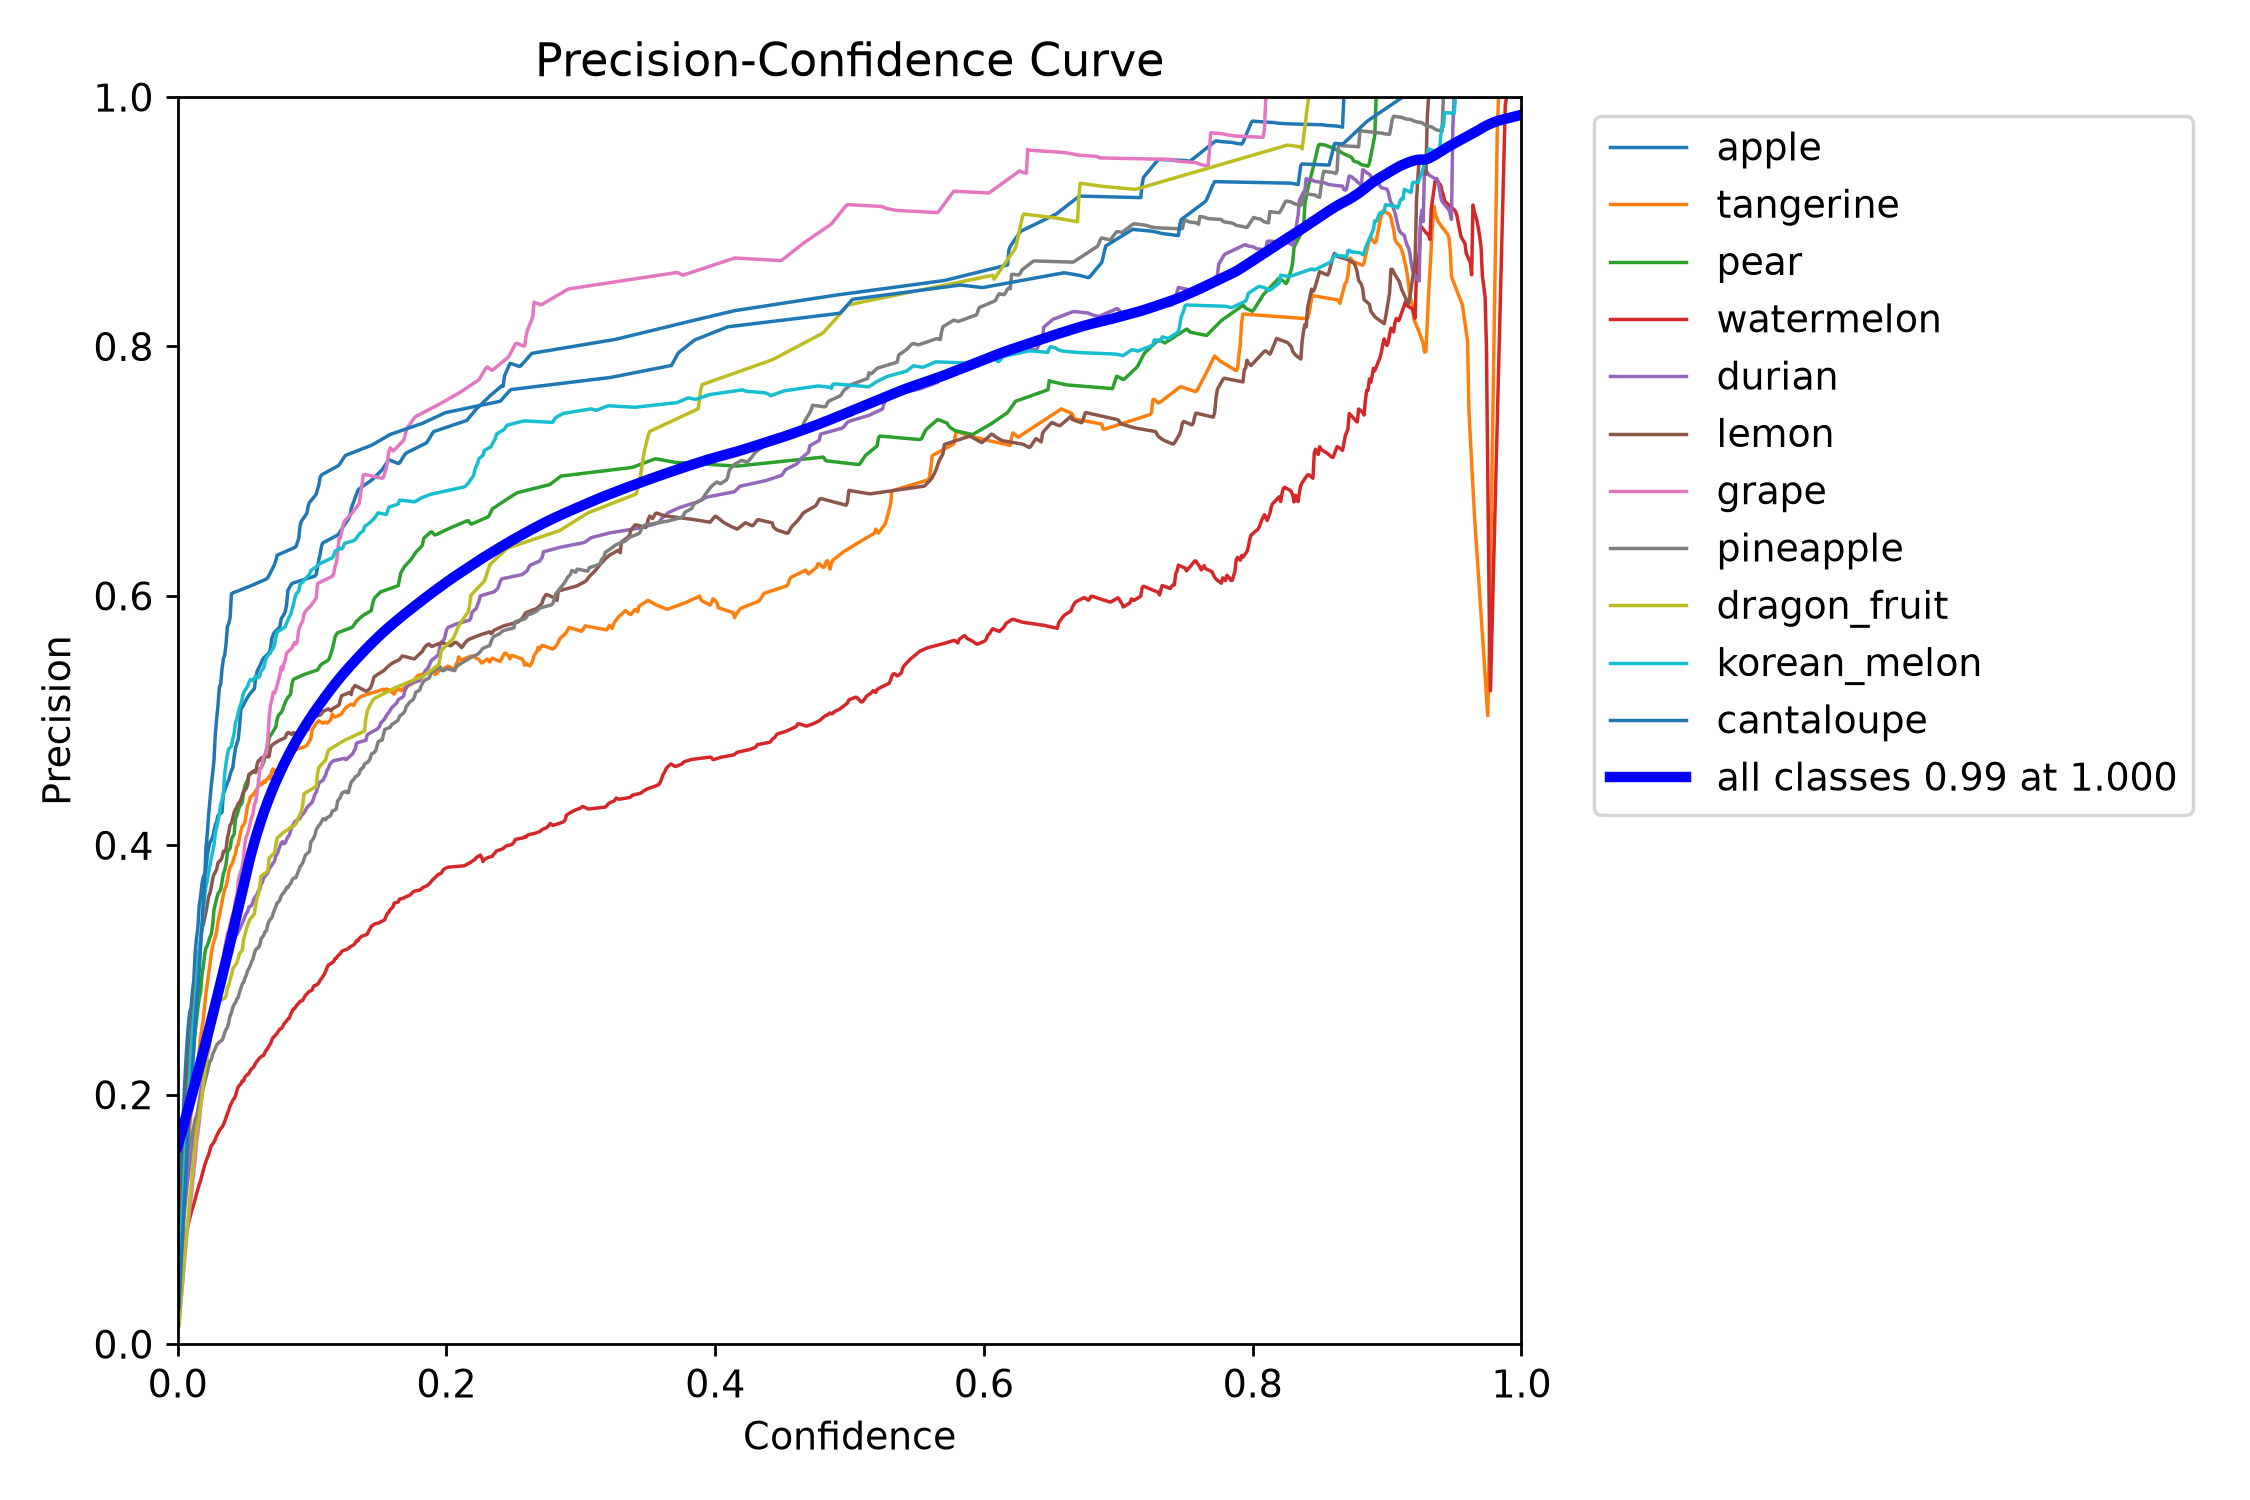 Precision-Confidence Curve
1.0
0.8
0.6
0.4
0.2
0.0
Precision
0.0 0.2 0.4 0.6 0.8 1.0
Confidence
apple
tangerine
pear
watermelon
durian
lemon
grape
pineapple
dragon_fruit
korean_melon
cantaloupe
all classes 0.99 at 1.000